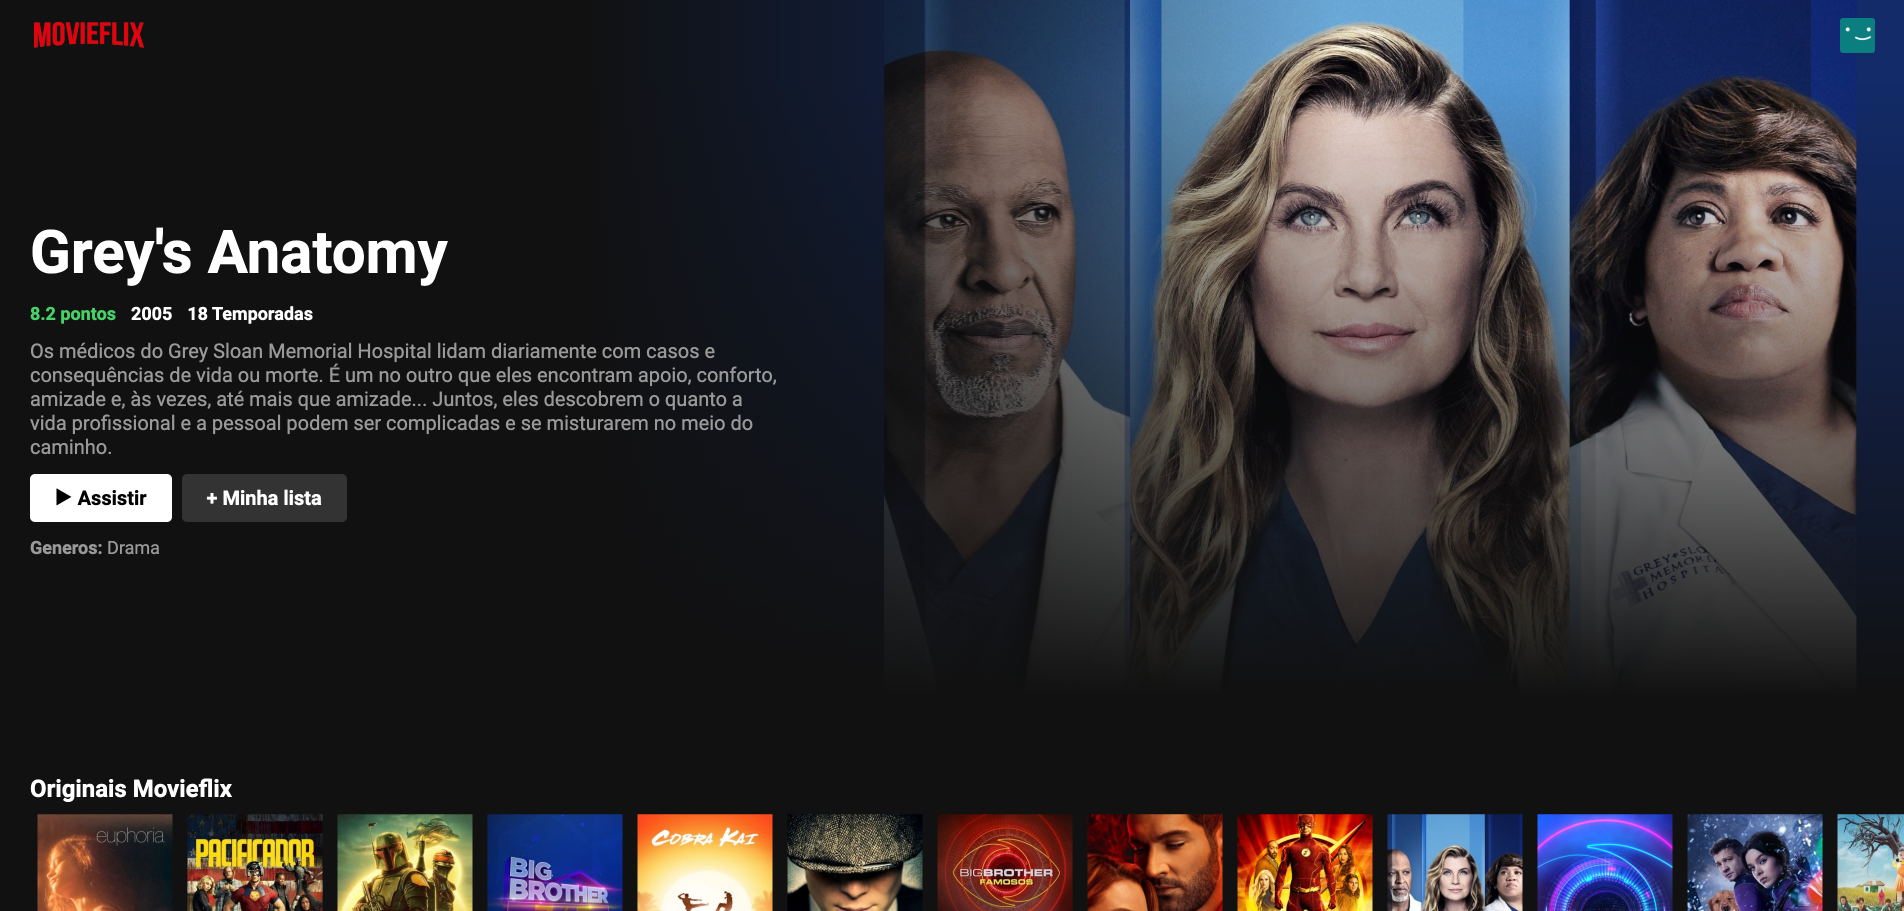 MOVIEFLIX
Grey's Anatomy
8.2 pontos 2005 18 Temporadas
Os médicos do Grey Sloan Memorial Hospital lidam diariamente com casos e
consequências de vida ou morte. É um no outro que eles encontram apoio, conforto,
amizade e, às vezes, até mais que amizade... Juntos, eles descobrem o quanto a
vida profissional e a pessoal podem ser complicadas e se misturarem no meio do
caminho.
Assistir
+ Minha lista
Generos: Drama
GREY+SLO
MEMORI
HOSPITA
Originais Movieflix
euphoria
PACIFICADOR
BIG
BROTHER
COBRA KAI
BIGBROTHER
FAMOSOS